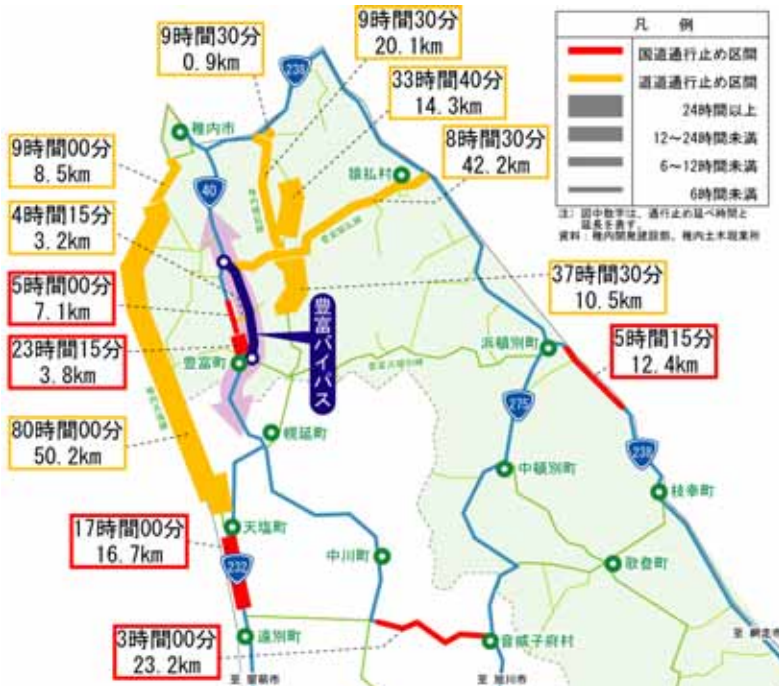 9時間30分
0.9km
9時間30分
20.1km
33時間40分
14.3km
8時間30分
42.2km
凡 例
国道通行止め区間
道道通行止め区間
24時間以上
12～24時間未満
6～12時間未満
6時間未満
注) 図中数字は、通行止め延べ時間と
延長を表す。
資料：稚内開発建設部、稚内土木現業所
238
稚内市
猿払村
9時間00分
8.5km
40
4時間15分
3.2km
5時間00分
7.1km
23時間15分
3.8km
豊富町
豊富バイパス
37時間30分
10.5km
浜頓別町
5時間15分
12.4km
80時間00分
50.2km
幌延町
275
238
中頓別町
枝幸町
17時間00分
16.7km
天塩町
232
中川町
歌登町
遠別町
3時間00分
23.2km
音威子府村
至 網走市
至 留萌市
至 旭川市